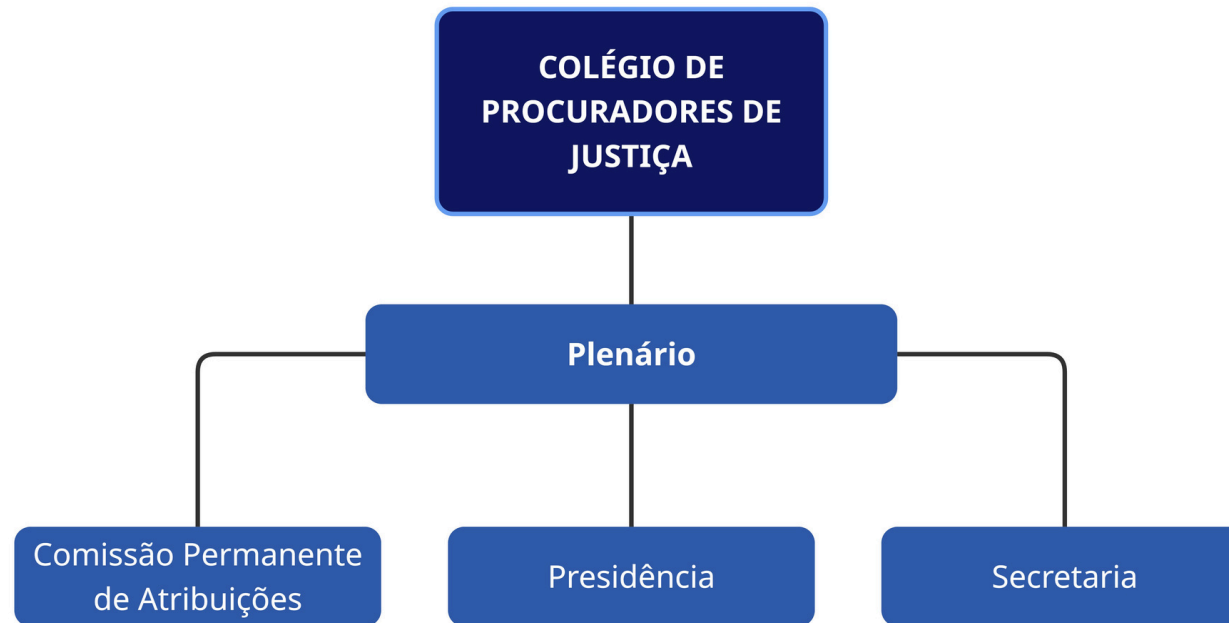 COLÉGIO DE
PROCURADORES DE
JUSTIÇA
Plenário
Comissão Permanente
de Atribuições
Presidência
Secretaria